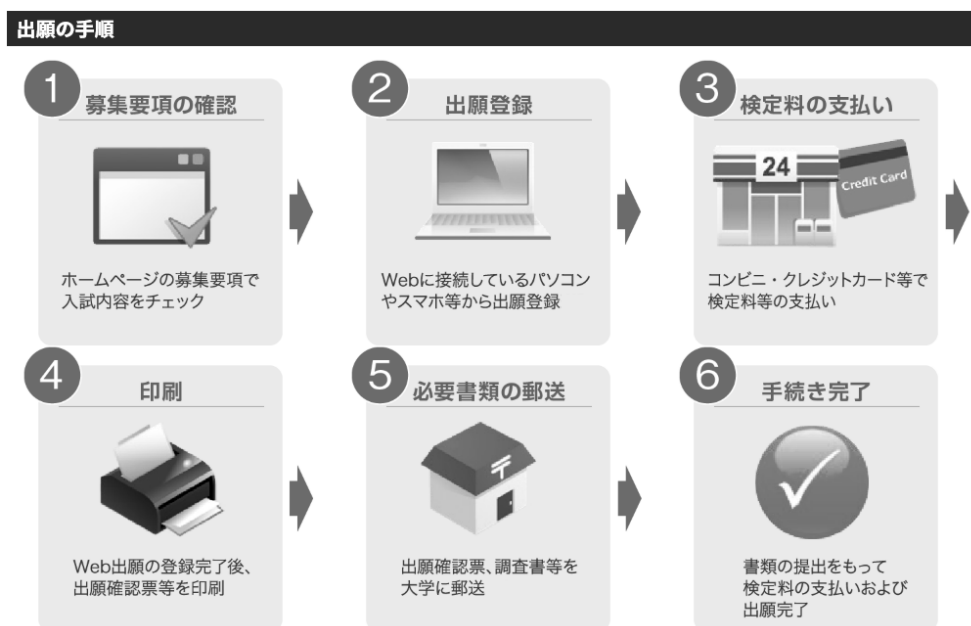 出願の手順
1
募集要項の確認
ホームページの募集要項で
入試内容をチェック
2
出願登録
Webに接続しているパソコン
やスマホ等から出願登録
3
検定料の支払い
24
Credit Card
コンビニ・クレジットカード等で
検定料等の支払い
4
印刷
Web出願の登録完了後、
出願確認票等を印刷
5
必要書類の郵送
〒
出願確認票、調査書等を
大学に郵送
6
手続き完了
書類の提出をもって
検定料の支払いおよび
出願完了